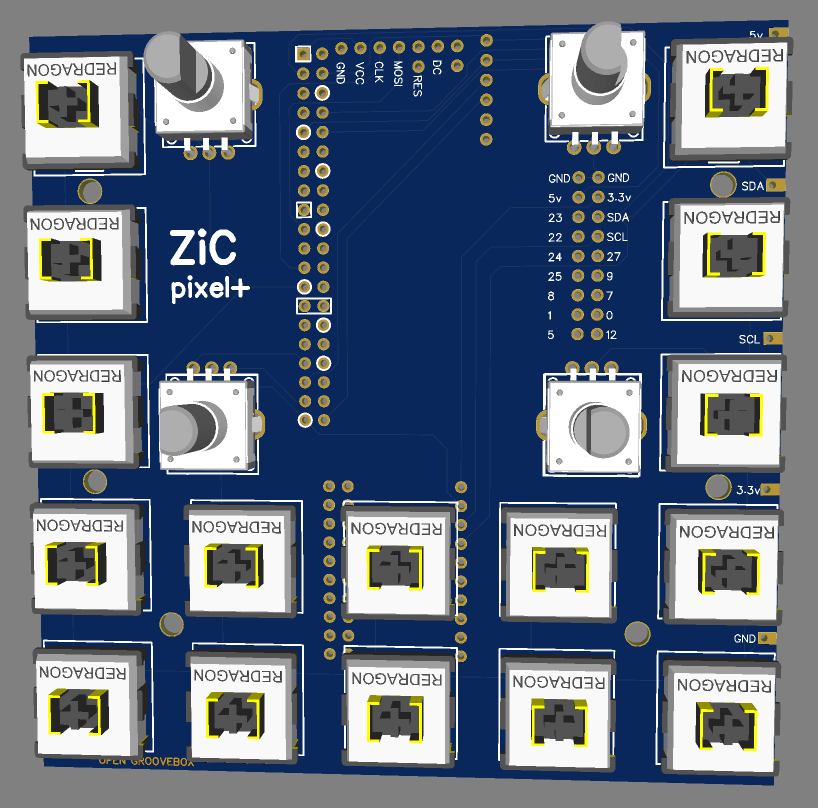 5v
REDRAGON
REDRAGON
GND
VCC
CLK
MOSI
RES
DC
GND GND
5v 3.3v
23 SDA
22 SCL
24 27
25 9
8 7
1 0
5 12
SDA
REDRAGON
REDRAGON
ZiC
pixel+
SCL
REDRAGON
REDRAGON
3.3v
REDRAGON
REDRAGON
REDRAGON
REDRAGON
REDRAGON
GND
REDRAGON
REDRAGON
REDRAGON
REDRAGON
REDRAGON
OPEN GROOVEBOX